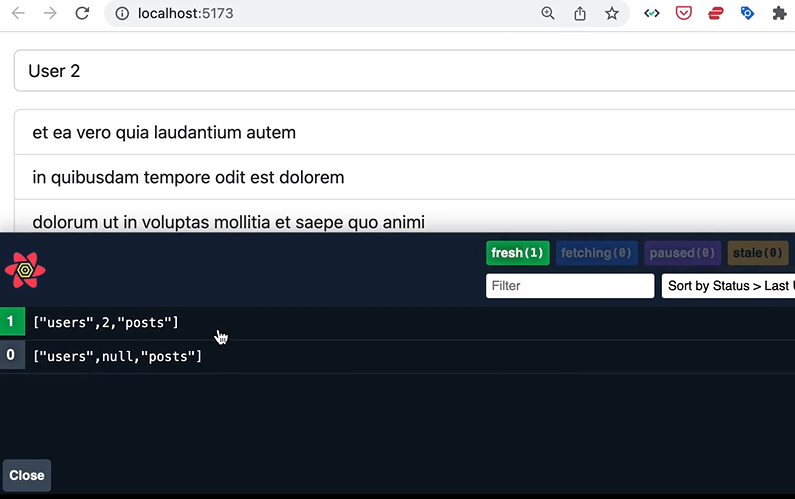 localhost:5173
User 2
et ea vero quia laudantium autem
in quibusdam tempore odit est dolorem
dolorum ut in voluptas mollitia et saepe quo animi
fresh(1) fetching(0) paused(0) stale(0)
Filter Sort by Status > Last
1 ["users",2,"posts"]
0 ["users",null,"posts"]
Close